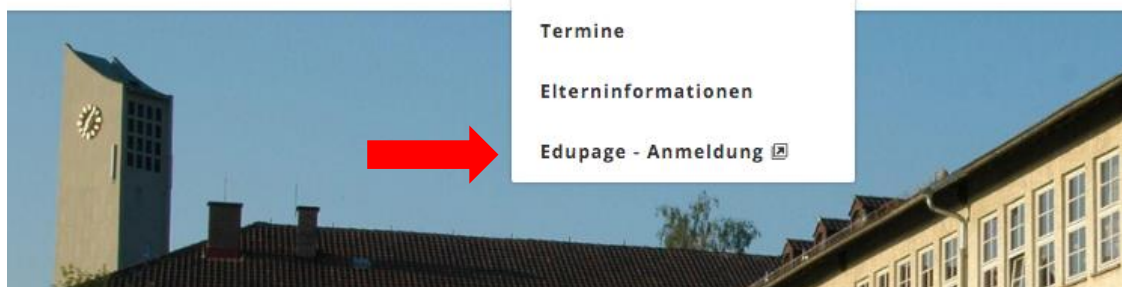 Termine
Elterninformationen
Edupage - Anmeldung